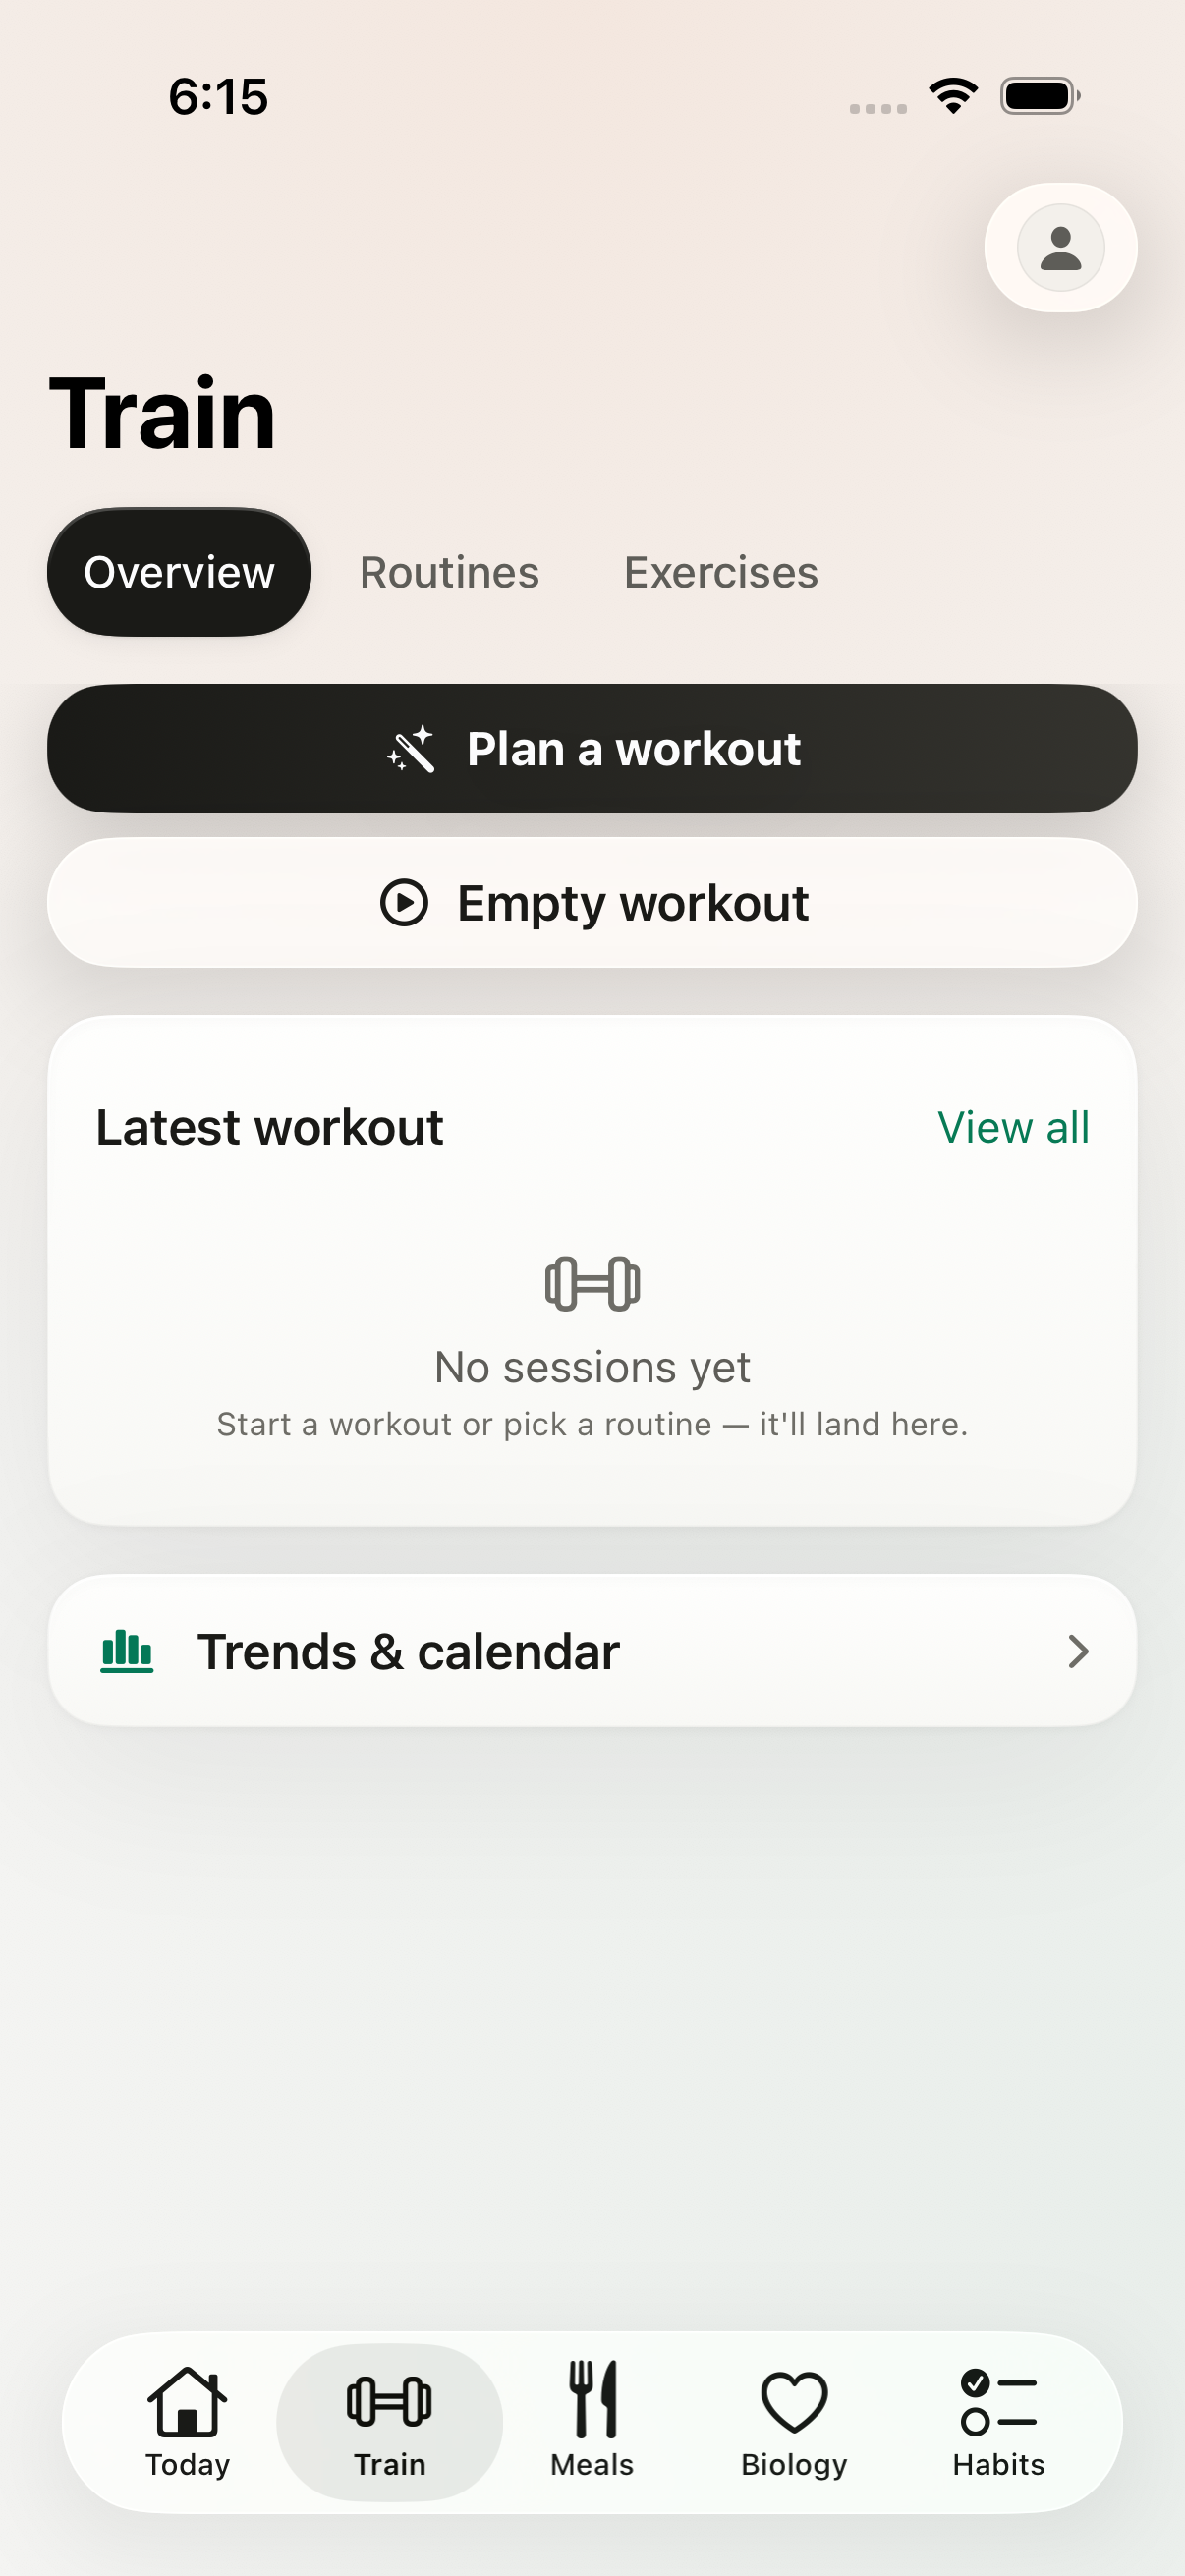 6:15
Train
Overview
Routines
Exercises
Plan a workout
Empty workout
Latest workout
View all
No sessions yet
Start a workout or pick a routine — it'll land here.
Trends & calendar
Today
Train
Meals
Biology
Habits